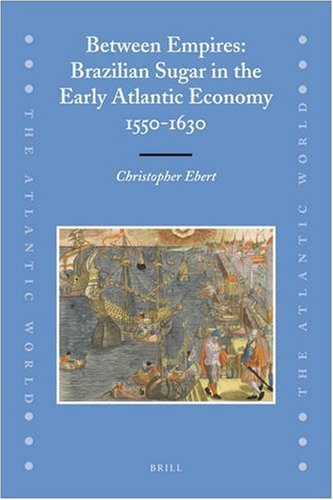 Between Empires:
Brazilian Sugar in the
Early Atlantic Economy
1550-1630
Christopher Ebert
BRILL
THE ATLANTIC WORLD
THE ATLANTIC WORLD